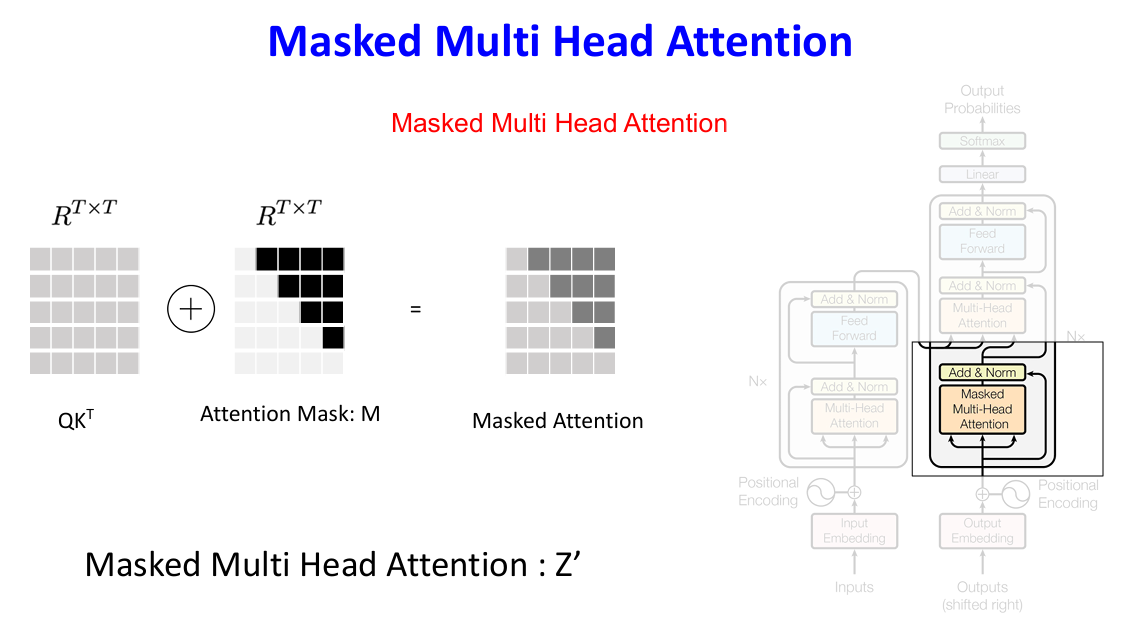 Masked Multi Head Attention
Masked Multi Head Attention
R^{T×T}
R^{T×T}
=
QK^T
Attention Mask: M
Masked Attention
Masked Multi Head Attention : Z’
Output
Probabilities
Softmax
Linear
Add & Norm
Feed
Forward
Add & Norm
Multi-Head
Attention
Nx
Add & Norm
Masked
Multi-Head
Attention
Positional
Encoding
Output
Embedding
Outputs
(shifted right)
Add & Norm
Feed
Forward
Nx
Add & Norm
Multi-Head
Attention
Positional
Encoding
Input
Embedding
Inputs